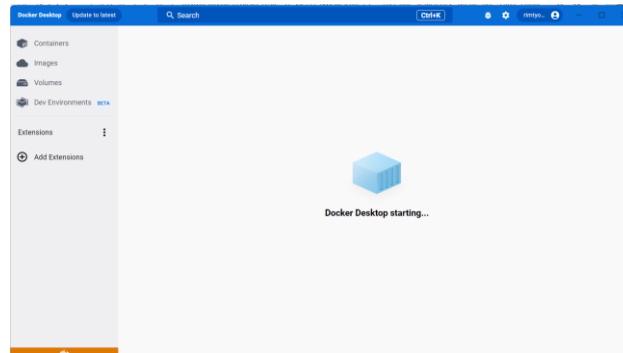 Docker Desktop Update to latest Search Ctrl+K rimiyo..
Containers
Images
Volumes
Dev Environments BETA
Extensions
Add Extensions
Docker Desktop starting...